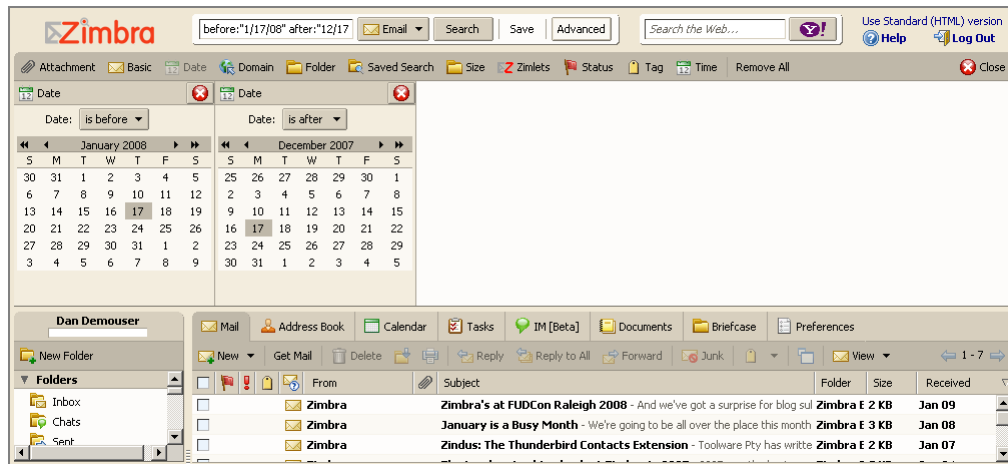 Zimbra
before:"1/17/08" after:"12/17
Email
Search
Save
Advanced
Search the Web...
Y!
Use Standard (HTML) version
Help
Log Out
Attachment Basic Date Domain Folder Saved Search Size Zimlets Status Tag Time Remove All Close
Date
Date: is before
January 2008
S M T W T F S
30 31 1 2 3 4 5
6 7 8 9 10 11 12
13 14 15 16 17 18 19
20 21 22 23 24 25 26
27 28 29 30 31 1 2
3 4 5 6 7 8 9
Date
Date: is after
December 2007
S M T W T F S
25 26 27 28 29 30 1
2 3 4 5 6 7 8
9 10 11 12 13 14 15
16 17 18 19 20 21 22
23 24 25 26 27 28 29
30 31 1 2 3 4 5
Dan Demouser
New Folder
Folders
Inbox
Chats
Sent
Mail Address Book Calendar Tasks IM [Beta] Documents Briefcase Preferences
New Get Mail Delete Reply Reply to All Forward Junk View 1 - 7
From Subject Folder Size Received
Zimbra Zimbra's at FUDCon Raleigh 2008 - And we've got a surprise for blog sul Zimbra E 2 KB Jan 09
Zimbra January is a Busy Month - We're going to be all over the place this month Zimbra E 3 KB Jan 08
Zimbra Zindus: The Thunderbird Contacts Extension - Toolware Pty has writte Zimbra E 2 KB Jan 07